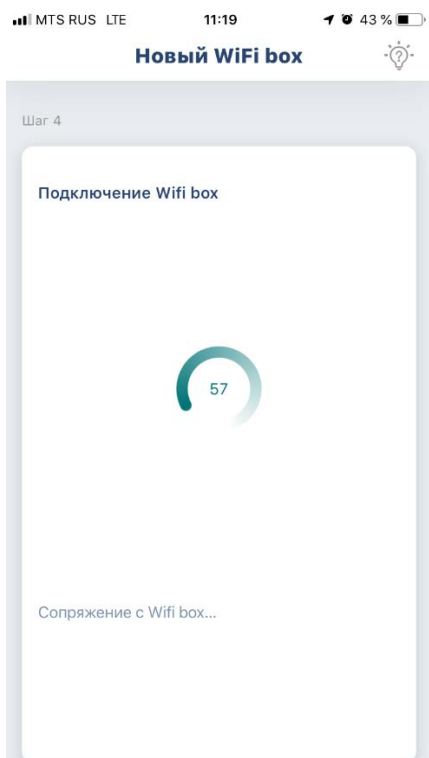 MTS RUS LTE 11:19 43 %
Новый WiFi box
?
Шаг 4
Подключение Wifi box
57
Сопряжение с Wifi box...